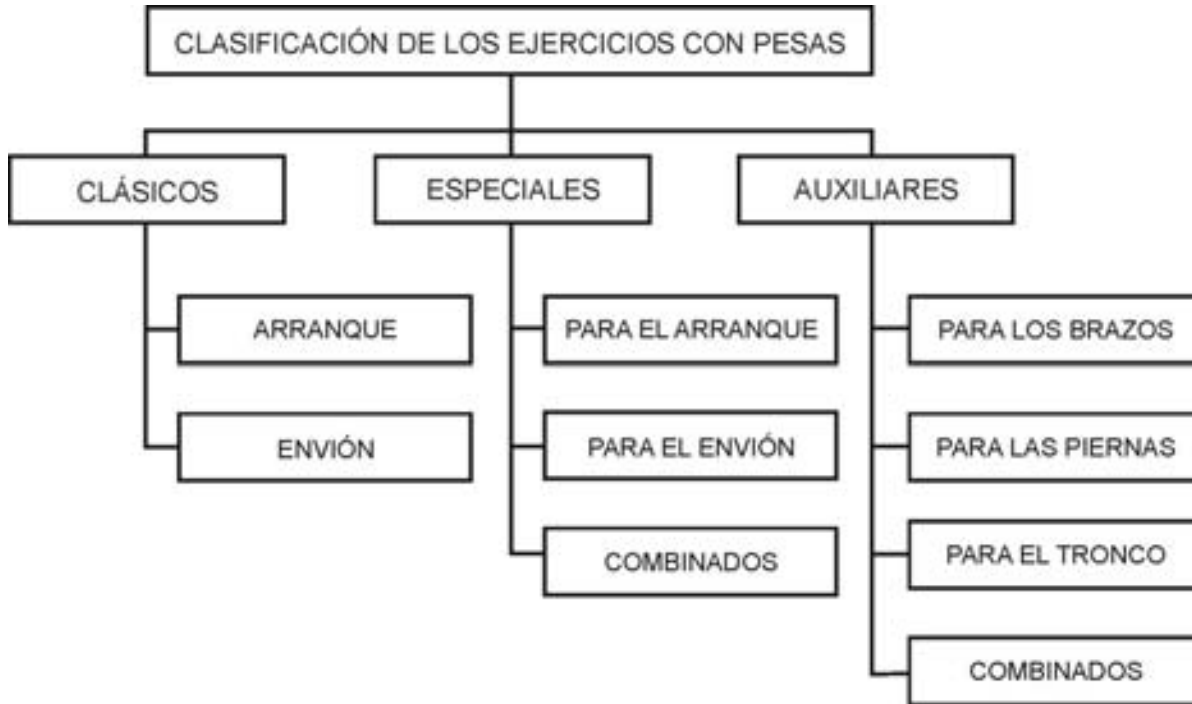 CLASIFICACIÓN DE LOS EJERCICIOS CON PESAS
CLÁSICOS
ESPECIALES
AUXILIARES
ARRANQUE
ENVIÓN
PARA EL ARRANQUE
PARA EL ENVIÓN
COMBINADOS
PARA LOS BRAZOS
PARA LAS PIERNAS
PARA EL TRONCO
COMBINADOS